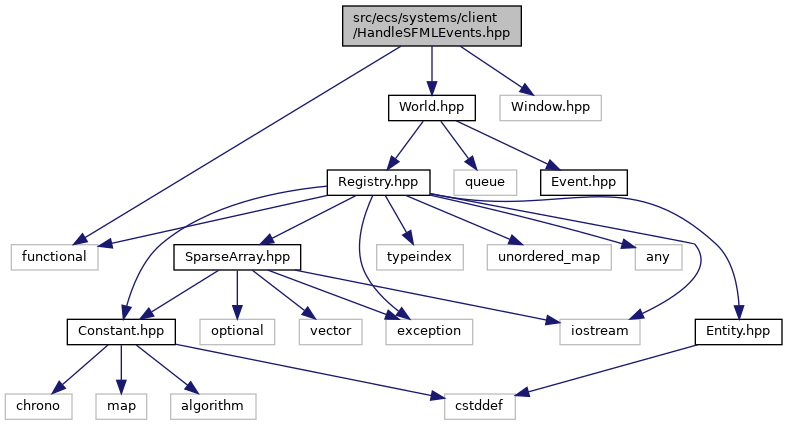 src/ecs/systems/client
/HandleSFMLEvents.hpp
World.hpp
Window.hpp
Registry.hpp
queue
Event.hpp
functional
SparseArray.hpp
typeindex
unordered_map
any
Constant.hpp
optional
vector
exception
iostream
Entity.hpp
chrono
map
algorithm
cstddef